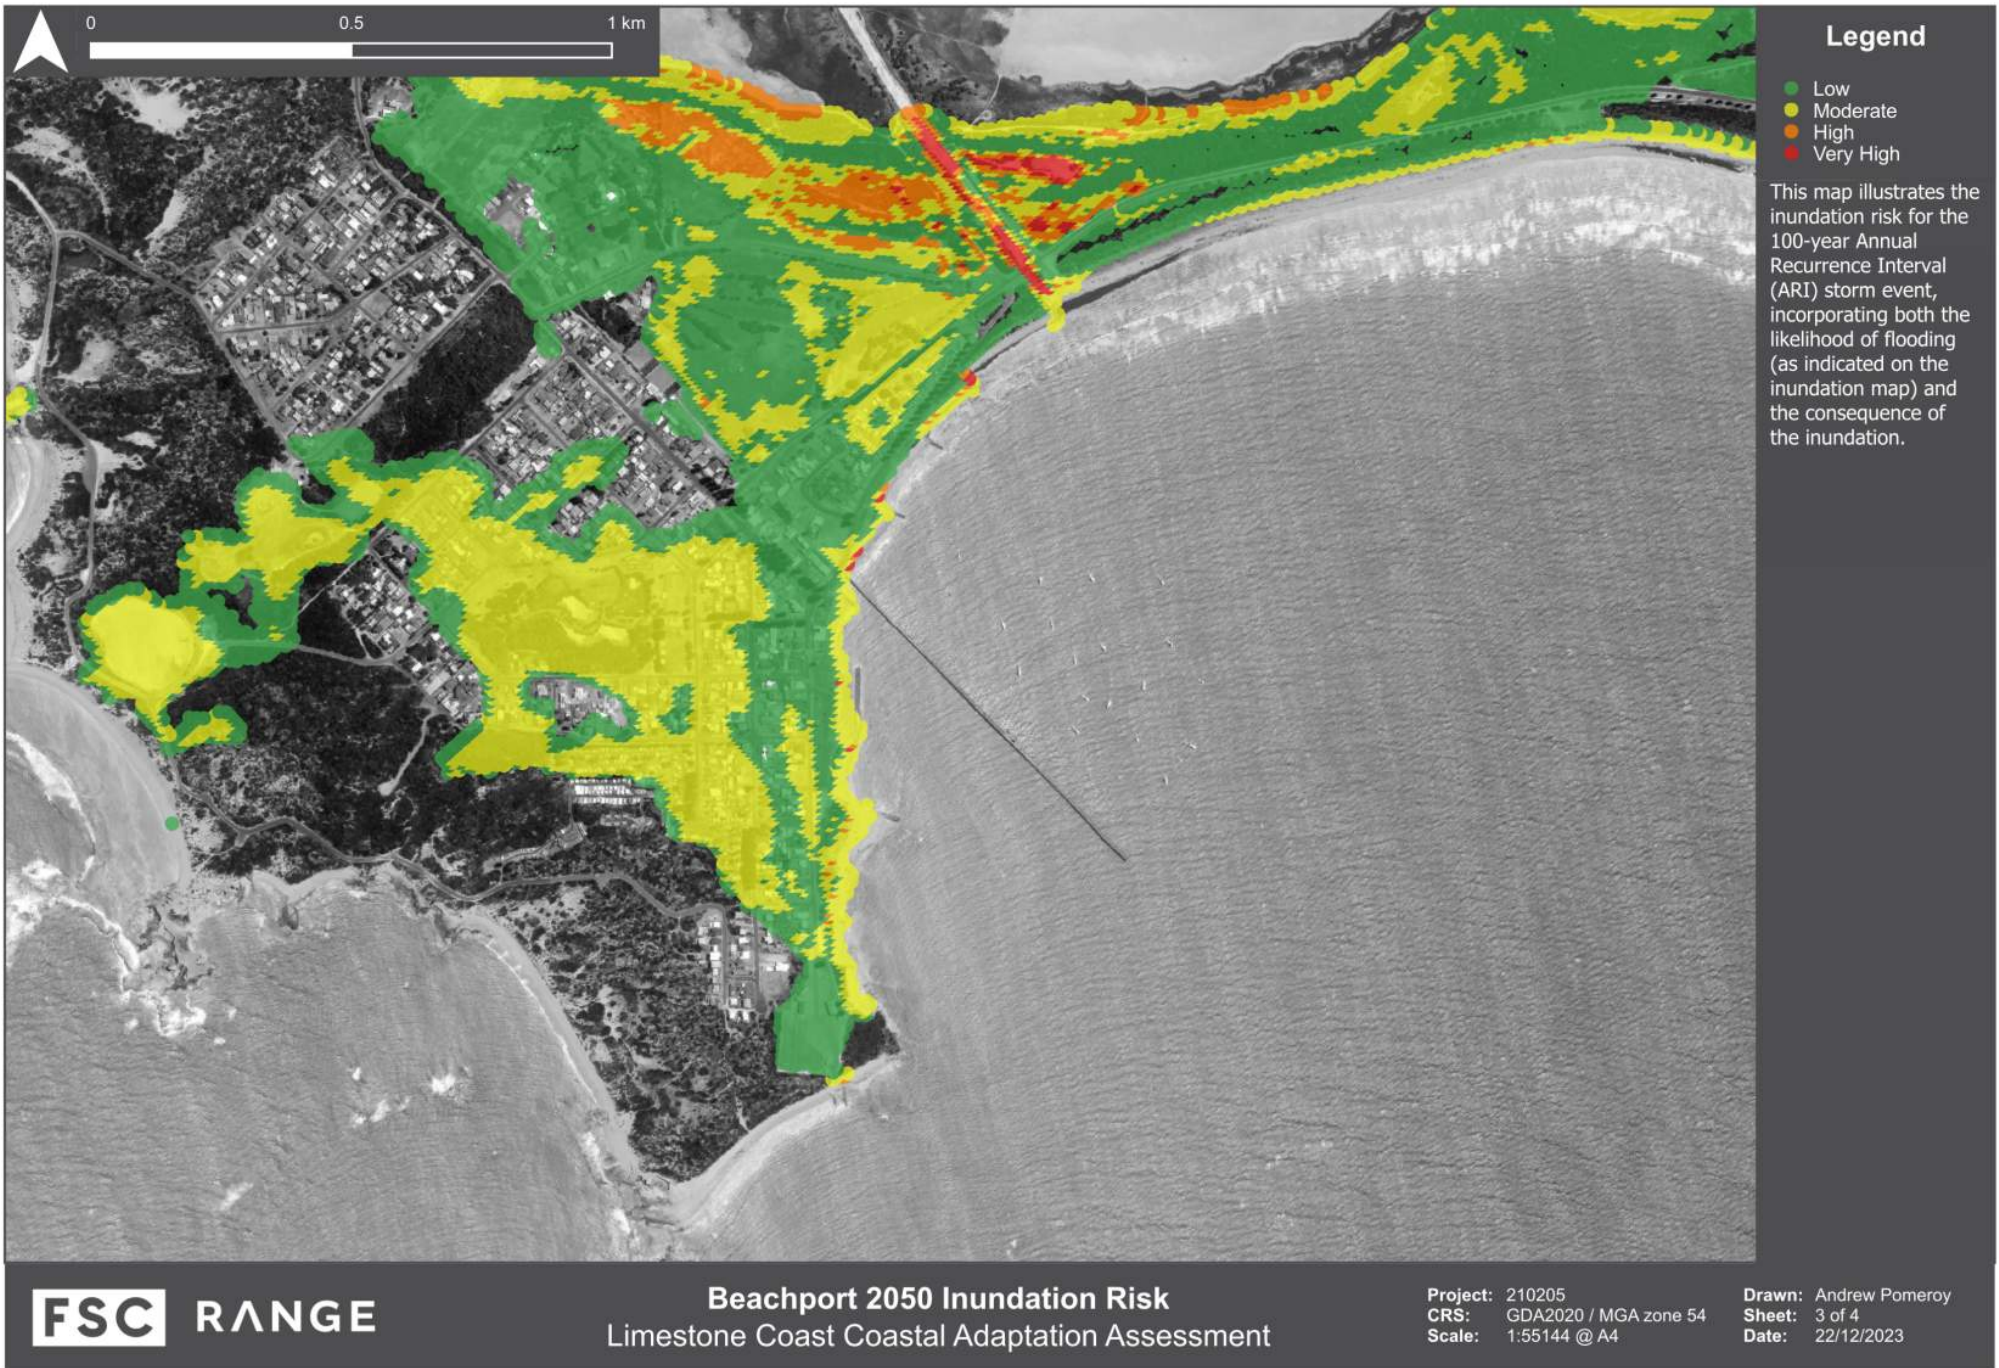 0 0.5 1 km
Legend
Low
Moderate
High
Very High
This map illustrates the
inundation risk for the
100-year Annual
Recurrence Interval
(ARI) storm event,
incorporating both the
likelihood of flooding
(as indicated on the
inundation map) and
the consequence of
the inundation.
FSC RΛNGE
Beachport 2050 Inundation Risk
Limestone Coast Coastal Adaptation Assessment
Project: 210205
CRS: GDA2020 / MGA zone 54
Scale: 1:55144 @ A4
Drawn: Andrew Pomeroy
Sheet: 3 of 4
Date: 22/12/2023